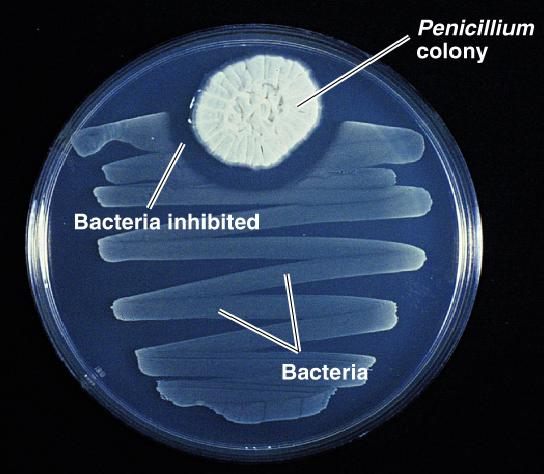 Penicillium
colony
Bacteria inhibited
Bacteria